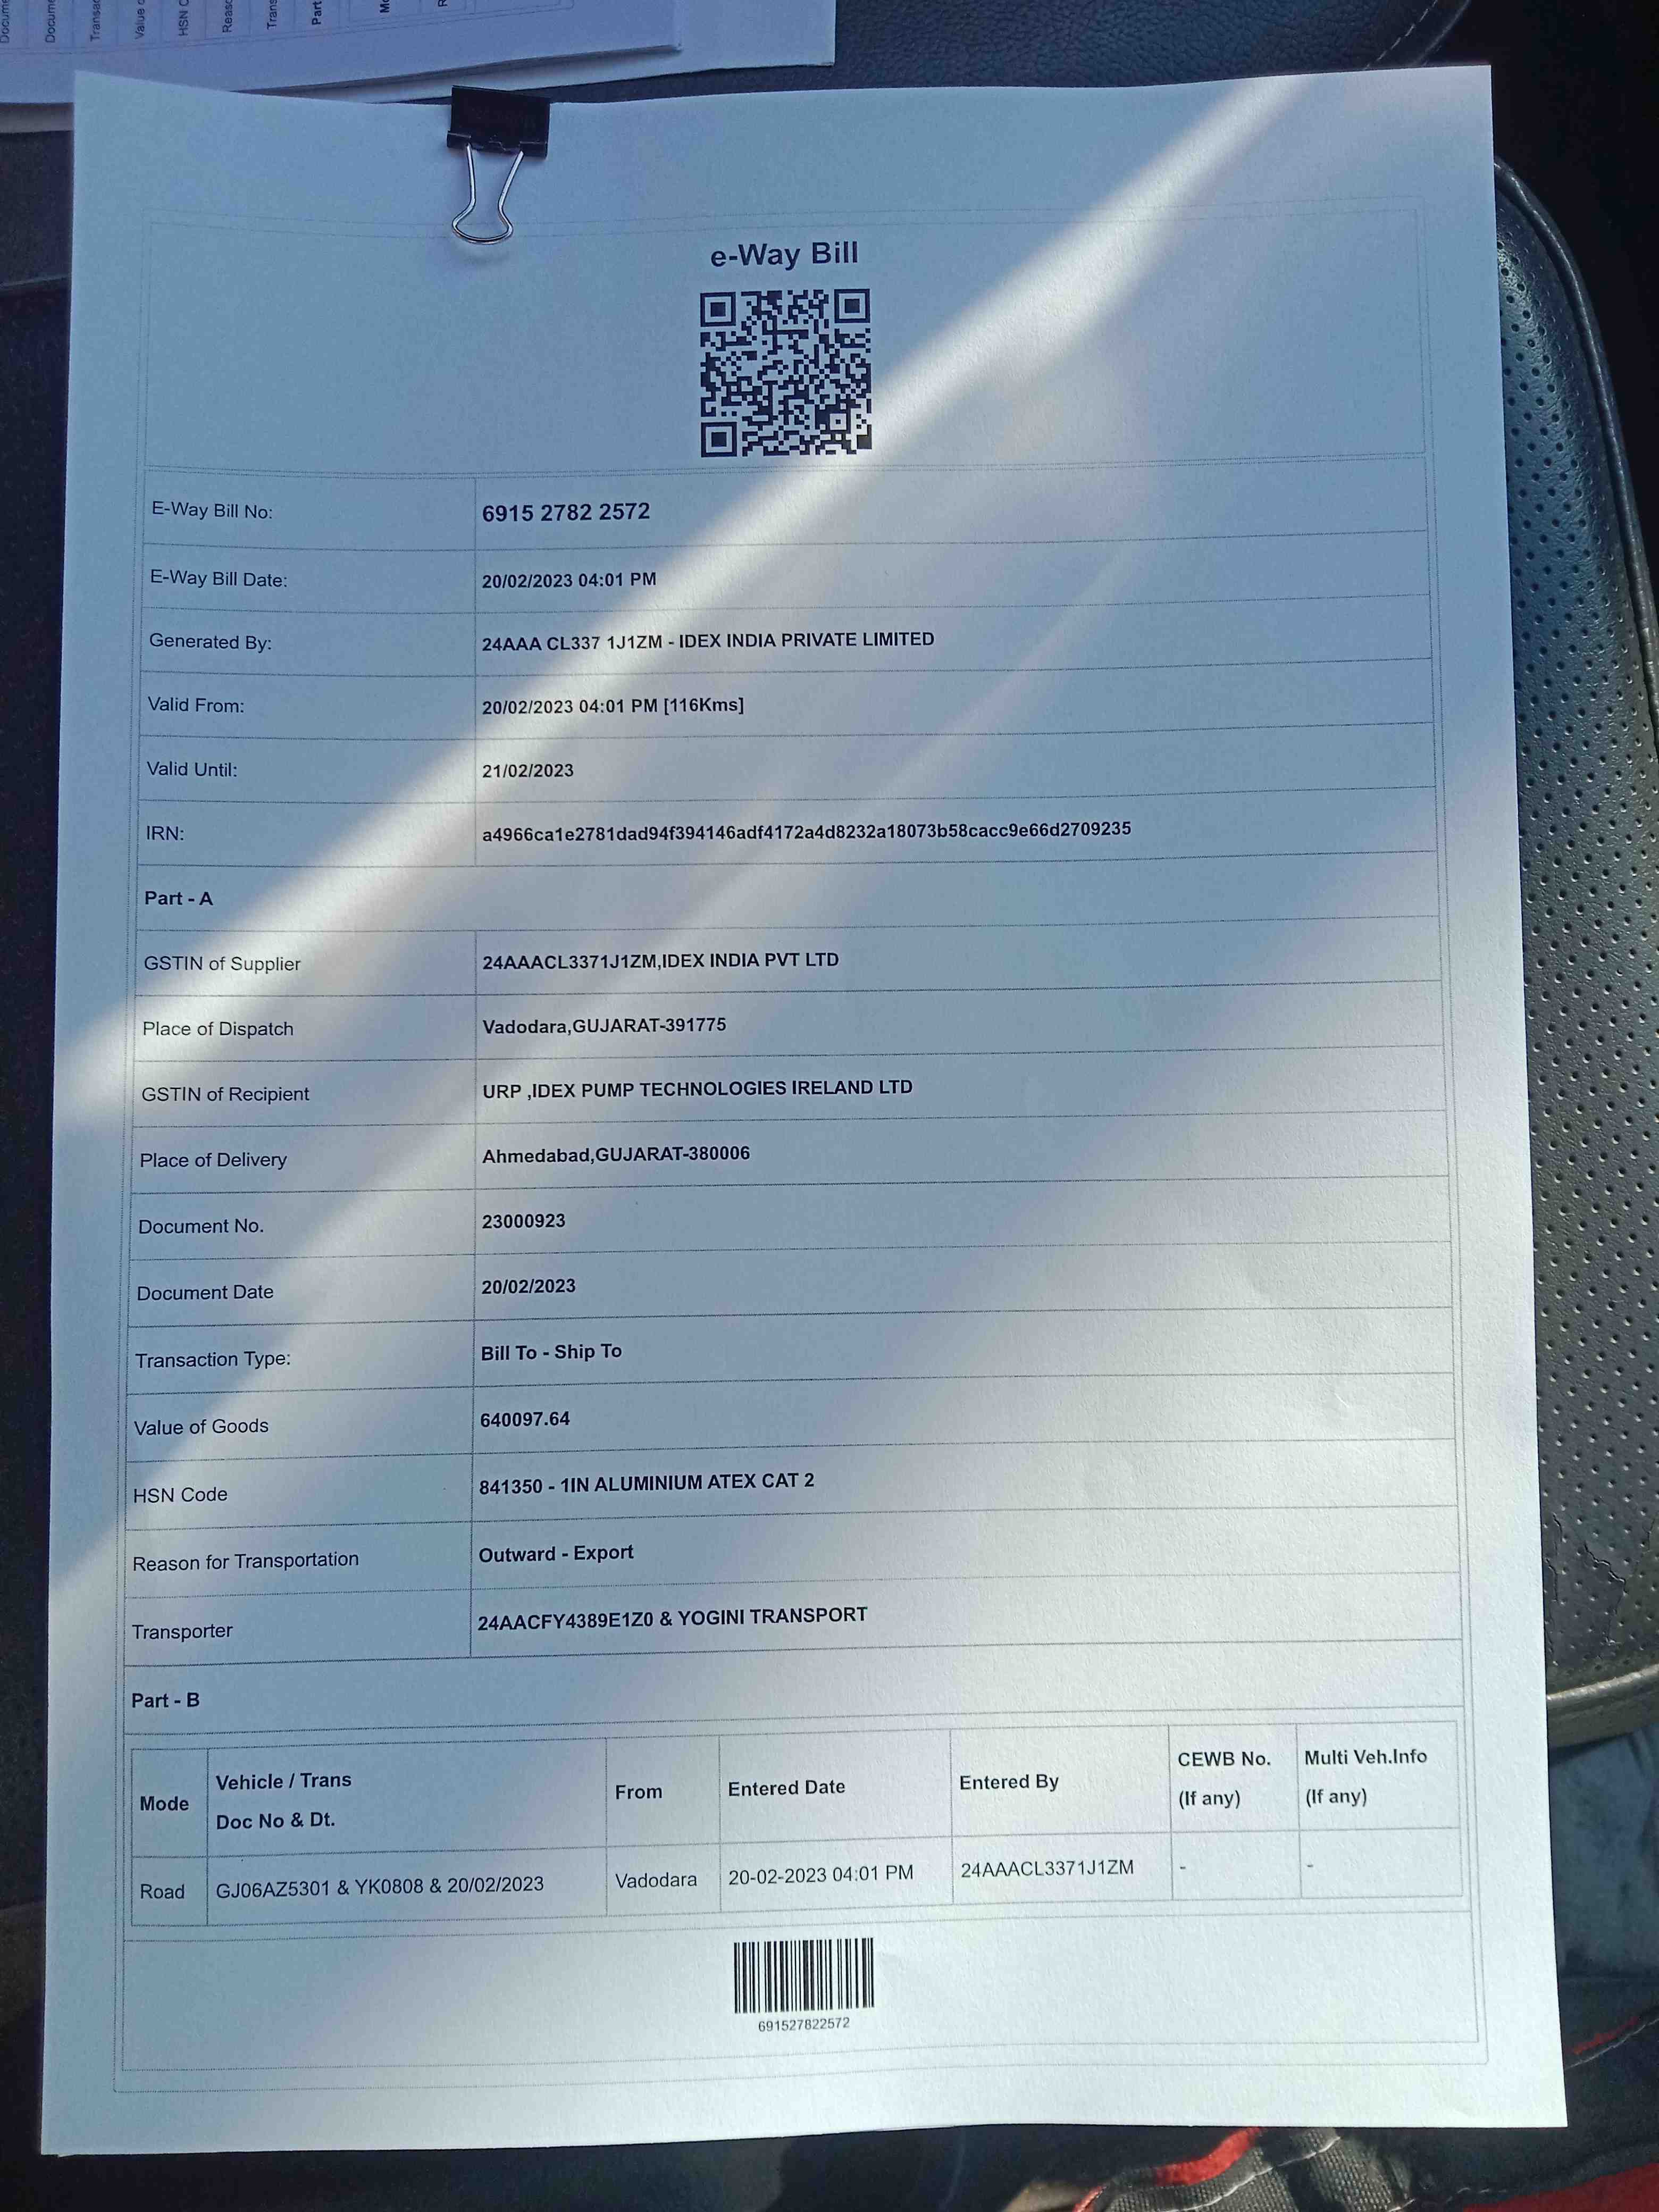 Docume
Docume
Transac
Value o
HSN C
Reaso
Trans
Part
e-Way Bill
E-Way Bill No: 6915 2782 2572
E-Way Bill Date: 20/02/2023 04:01 PM
Generated By: 24AAA CL337 1J1ZM - IDEX INDIA PRIVATE LIMITED
Valid From: 20/02/2023 04:01 PM [116Kms]
Valid Until: 21/02/2023
IRN: a4966ca1e2781dad94f394146adf4172a4d8232a18073b58cacc9e66d2709235
Part - A
GSTIN of Supplier 24AAACL3371J1ZM,IDEX INDIA PVT LTD
Place of Dispatch Vadodara,GUJARAT-391775
GSTIN of Recipient URP ,IDEX PUMP TECHNOLOGIES IRELAND LTD
Place of Delivery Ahmedabad,GUJARAT-380006
Document No. 23000923
Document Date 20/02/2023
Transaction Type: Bill To - Ship To
Value of Goods 640097.64
HSN Code 841350 - 1IN ALUMINIUM ATEX CAT 2
Reason for Transportation Outward - Export
Transporter 24AACFY4389E1Z0 & YOGINI TRANSPORT
Part - B
Mode Vehicle / Trans Doc No & Dt. From Entered Date Entered By CEWB No. (If any) Multi Veh.Info (If any)
Road GJ06AZ5301 & YK0808 & 20/02/2023 Vadodara 20-02-2023 04:01 PM 24AAACL3371J1ZM - -
691527822572